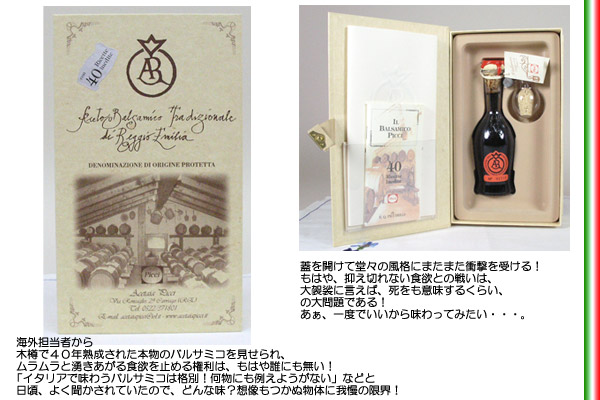 con
40
Ricette
inedite
ABR
Aceto Balsamico Tradizionale
di Reggio Emilia
DENOMINAZIONE DI ORIGINE PROTETTA
Picci
Acetaia Picci
IL
BALSAMICO
PICCI
40
Ricette
inedite
蓋を開けて堂々の風格にまたまた衝撃を受ける!
もはや、抑え切れない食欲との戦いは、
大袈裟に言えば、死をも意味するくらい、
の大問題である!
あぁ、一度でいいから味わってみたい・・・。
海外担当者から
木樽で40年熟成された本物のバルサミコを見せられ、
ムラムラと湧きあがる食欲を止める権利は、もはや誰にも無い!
「イタリアで味わうバルサミコは格別!何物にも例えようがない」などと
日頃、よく聞かされていたので、どんな味?想像もつかぬ物体に我慢の限界!